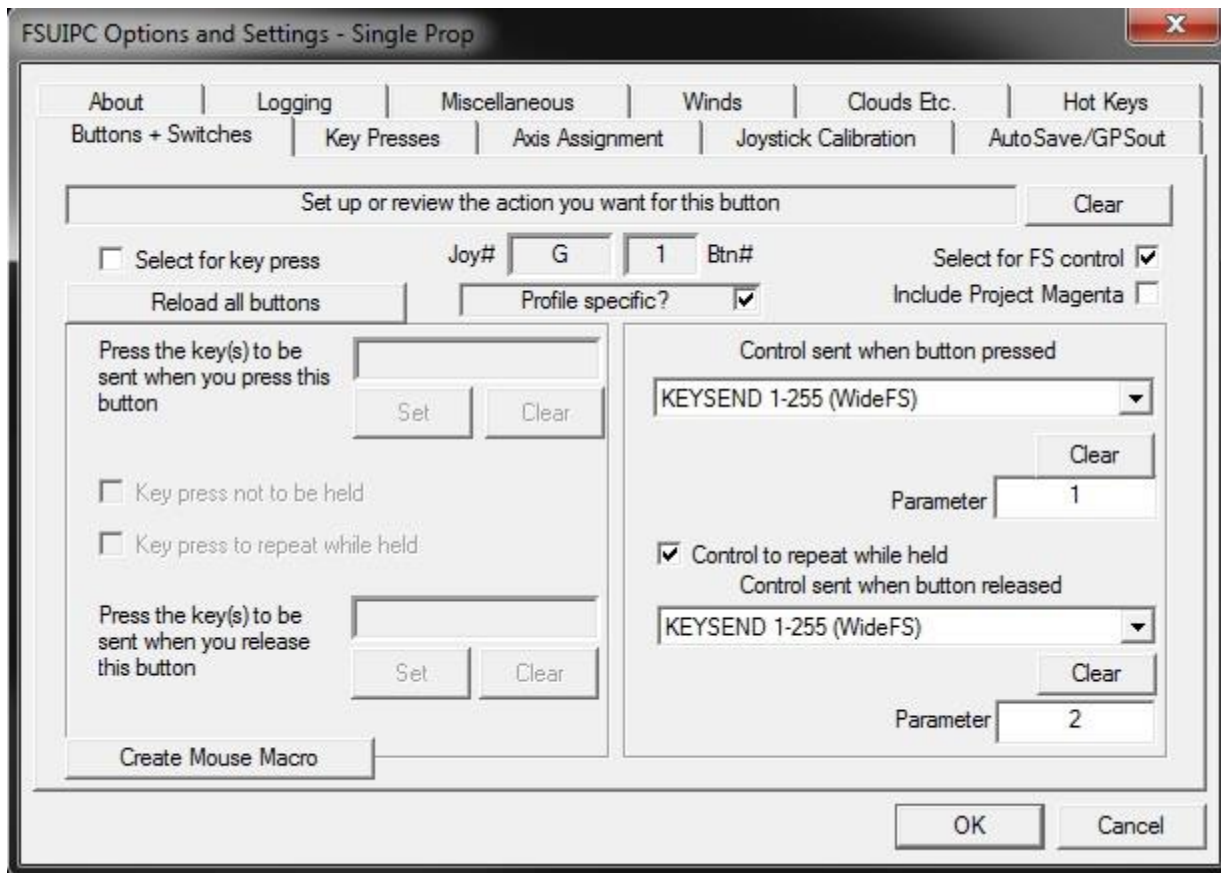 FSUIPC Options and Settings - Single Prop
X
About
Logging
Miscellaneous
Winds
Clouds Etc.
Hot Keys
Buttons + Switches
Key Presses
Axis Assignment
Joystick Calibration
AutoSave/GPSout
Set up or review the action you want for this button
Clear
Select for key press
Joy# G 1 Btn#
Select for FS control
Reload all buttons
Profile specific?
Include Project Magenta
Press the key(s) to be
sent when you press this
button
Set
Clear
Key press not to be held
Key press to repeat while held
Press the key(s) to be
sent when you release
this button
Set
Clear
Create Mouse Macro
Control sent when button pressed
KEYSEND 1-255 (WideFS)
Clear
Parameter 1
Control to repeat while held
Control sent when button released
KEYSEND 1-255 (WideFS)
Clear
Parameter 2
OK
Cancel